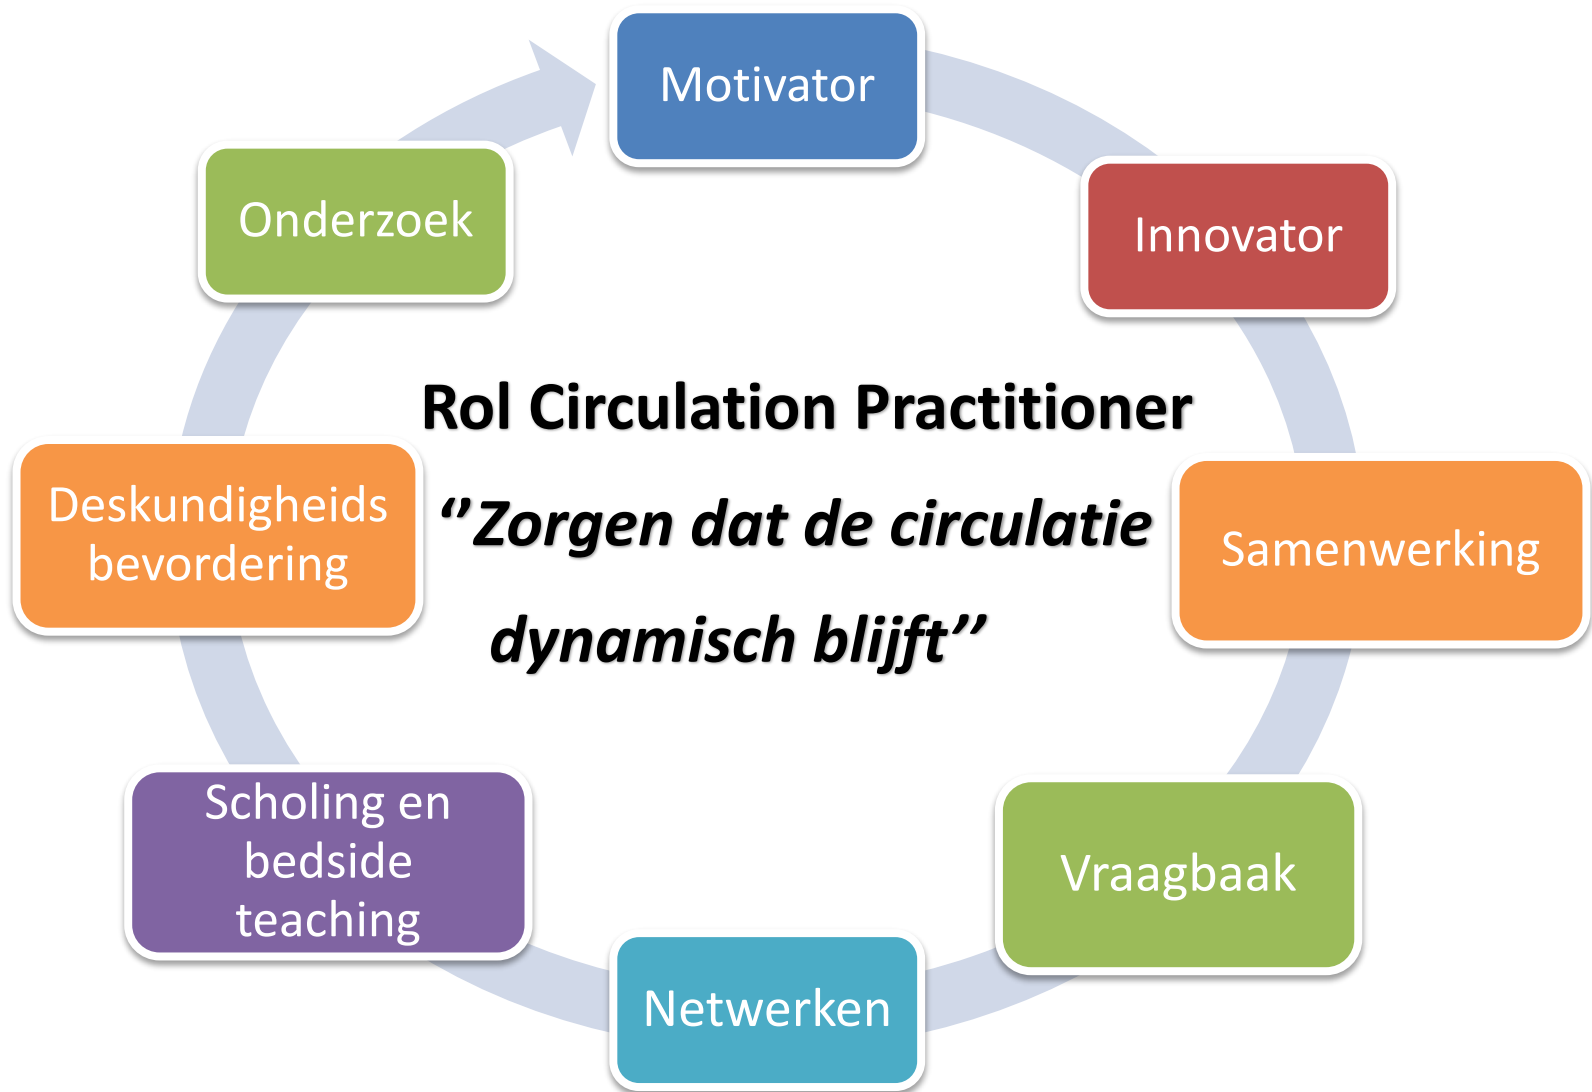 Motivator
Innovator
Samenwerking
Vraagbaak
Netwerken
Scholing en
bedside
teaching
Deskundigheids
bevordering
Onderzoek
Rol Circulation Practitioner
‘’Zorgen dat de circulatie
dynamisch blijft’’